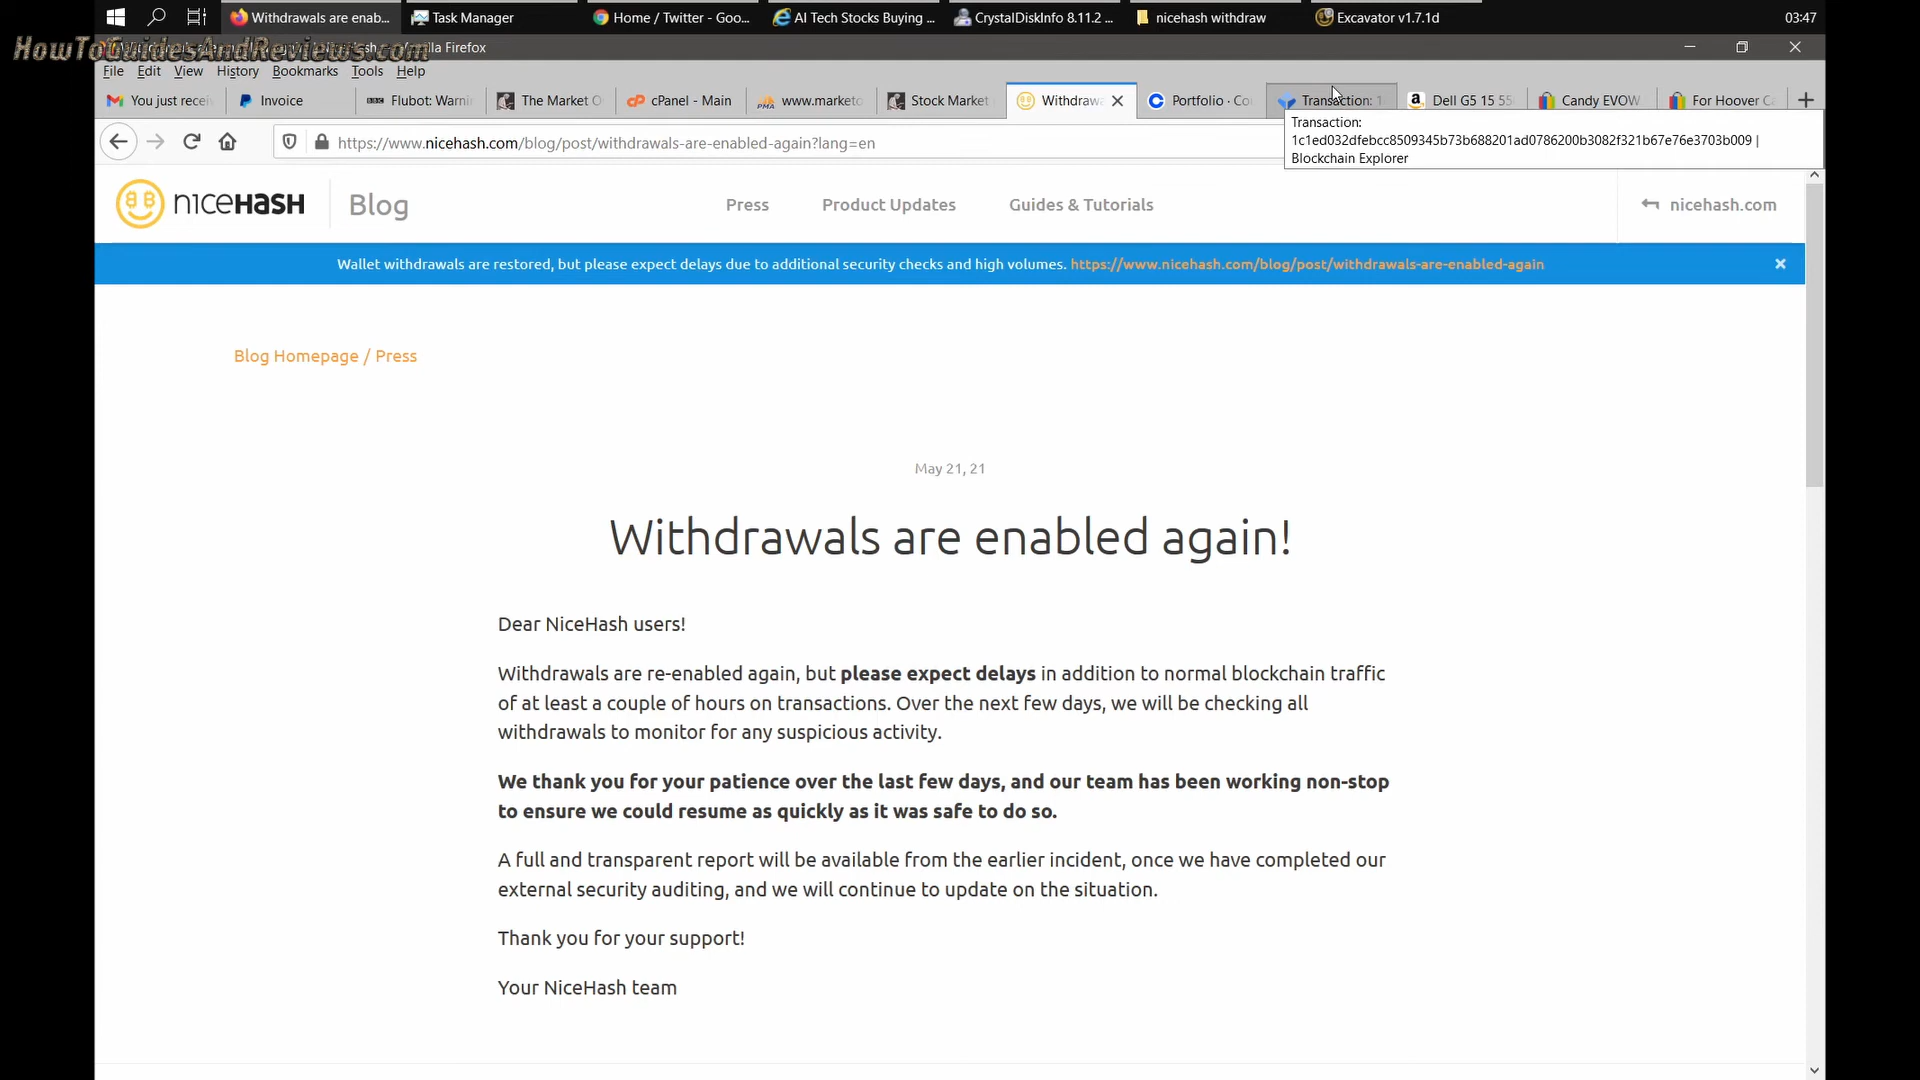 Withdrawals are enab...
Task Manager
Home / Twitter - Goo...
AI Tech Stocks Buying ...
CrystalDiskInfo 8.11.2 ...
nicehash withdraw
Excavator v1.7.1d
03:47
HowToGuidesAndReviews.com
File Edit View History Bookmarks Tools Help
You just recei
Invoice
BBC
Flubot: Warni
The Market O
cPanel - Main
PMA
www.marketo
Stock Market
Withdraw
Portfolio · Co
Transaction: 1
Dell G5 15 55
Candy EVOW
For Hoover C
https://www.nicehash.com/blog/post/withdrawals-are-enabled-again?lang=en
Transaction:
1c1ed032dfebcc8509345b73b688201ad0786200b3082f321b67e76e3703b009 |
Blockchain Explorer
niceHASH
Blog
Press
Product Updates
Guides & Tutorials
nicehash.com
Wallet withdrawals are restored, but please expect delays due to additional security checks and high volumes. https://www.nicehash.com/blog/post/withdrawals-are-enabled-again
Blog Homepage / Press
May 21, 21
Withdrawals are enabled again!
Dear NiceHash users!
Withdrawals are re-enabled again, but please expect delays in addition to normal blockchain traffic
of at least a couple of hours on transactions. Over the next few days, we will be checking all
withdrawals to monitor for any suspicious activity.
We thank you for your patience over the last few days, and our team has been working non-stop
to ensure we could resume as quickly as it was safe to do so.
A full and transparent report will be available from the earlier incident, once we have completed our
external security auditing, and we will continue to update on the situation.
Thank you for your support!
Your NiceHash team